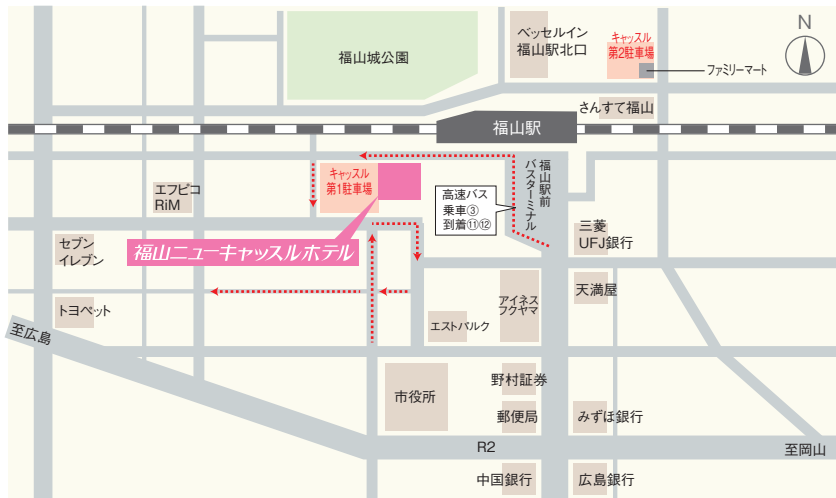 N
ベッセルイン
福山駅北口
キャッスル
第2駐車場
福山城公園
ファミリーマート
さんすて福山
福山駅
エフピコ
RiM
キャッスル
第1駐車場
高速バス
乗車③
到着⑪⑫
福山駅前
バスターミナル
三菱
UFJ銀行
セブン
イレブン
福山ニューキャッスルホテル
トヨペット
エストパルク
アイネス
フクヤマ
天満屋
至広島
市役所
野村証券
郵便局
みずほ銀行
R2
至岡山
中国銀行
広島銀行